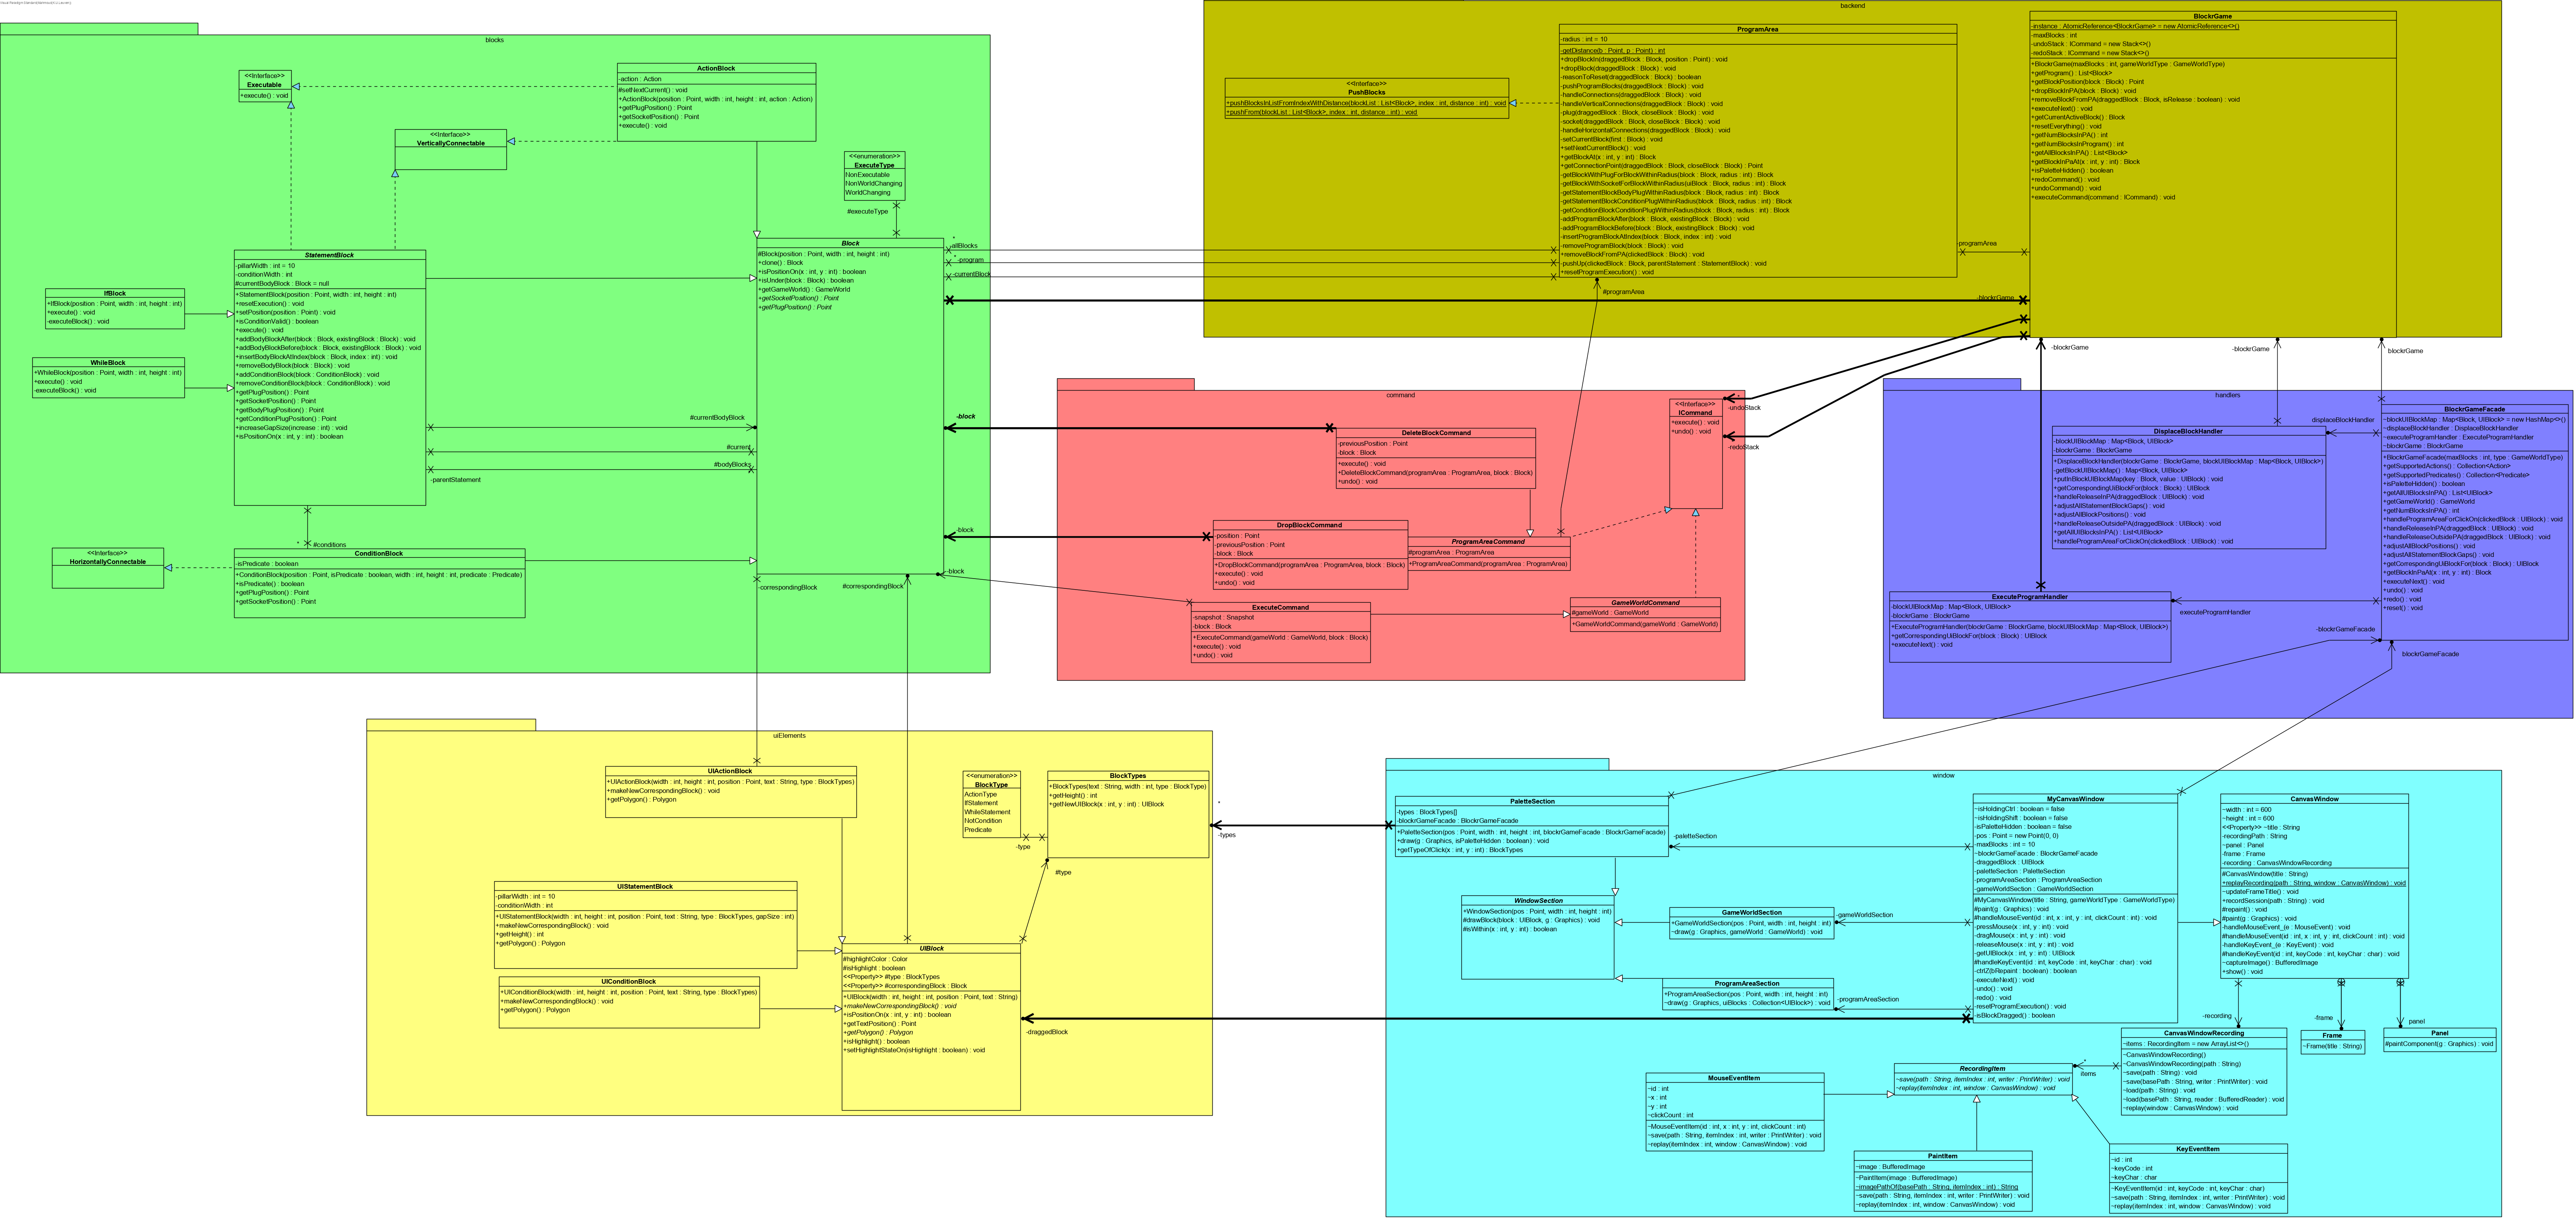 blocks
<<Interface>>
Executable
+execute() : void
ActionBlock
-action : Action
#setNextCurrent() : void
+ActionBlock(position : Point, width : int, height : int, action : Action)
+getPlugPosition() : Point
+getSocketPosition() : Point
+execute() : void
<<Interface>>
VerticallyConnectable
<<enumeration>>
ExecuteType
NonExecutable
NonWorldChanging
WorldChanging
#executeType
StatementBlock
-pillarWidth : int = 10
-conditionWidth : int
#currentBodyBlock : Block = null
+StatementBlock(position : Point, width : int, height : int)
+resetExecution() : void
+setPosition(position : Point) : void
+isConditionValid() : boolean
+execute() : void
+addBodyBlockAfter(block : Block, existingBlock : Block) : void
+addBodyBlockBefore(block : Block, existingBlock : Block) : void
+insertBodyBlockAtIndex(block : Block, index : int) : void
+removeBodyBlock(block : Block) : void
+addConditionBlock(block : ConditionBlock) : void
+removeConditionBlock(block : ConditionBlock) : void
+getPlugPosition() : Point
+getSocketPosition() : Point
+getBodyPlugPosition() : Point
+getConditionPlugPosition() : Point
+increaseGapSize(increase : int) : void
+isPositionOn(x : int, y : int) : boolean
IfBlock
+IfBlock(position : Point, width : int, height : int)
+execute() : void
-executeBlock() : void
WhileBlock
+WhileBlock(position : Point, width : int, height : int)
+execute() : void
-executeBlock() : void
Block
#Block(position : Point, width : int, height : int)
+clone() : Block
+isPositionOn(x : int, y : int) : boolean
+isUnder(block : Block) : boolean
+getGameWorld() : GameWorld
+getSocketPosition() : Point
+getPlugPosition() : Point
*
-allBlocks
*
-program
-currentBlock
#currentBodyBlock
#current
#bodyBlocks
-parentStatement
* #conditions
<<Interface>>
HorizontallyConnectable
ConditionBlock
-isPredicate : boolean
+ConditionBlock(position : Point, isPredicate : boolean, width : int, height : int, predicate : Predicate)
+isPredicate() : boolean
+getPlugPosition() : Point
+getSocketPosition() : Point
-block
-block
-block
-correspondingBlock
#correspondingBlock
backend
<<Interface>>
PushBlocks
+pushBlocksInListFromIndexWithDistance(blockList : List<Block>, index : int, distance : int) : void
+pushFrom(blockList : List<Block>, index : int, distance : int) : void
ProgramArea
-radius : int = 10
-getDistance(b : Point, p : Point) : int
+dropBlockIn(draggedBlock : Block, position : Point) : void
+dropBlock(draggedBlock : Block) : void
-reasonToReset(draggedBlock : Block) : boolean
-pushProgramBlocks(draggedBlock : Block) : void
-handleConnections(draggedBlock : Block) : void
-handleVerticalConnections(draggedBlock : Block) : void
-plug(draggedBlock : Block, closeBlock : Block) : void
-socket(draggedBlock : Block, closeBlock : Block) : void
-handleHorizontalConnections(draggedBlock : Block) : void
-setCurrentBlock(first : Block) : void
+setNextCurrentBlock() : void
+getBlockAt(x : int, y : int) : Block
+getConnectionPoint(draggedBlock : Block, closeBlock : Block) : Point
-getBlockWithPlugForBlockWithinRadius(block : Block, radius : int) : Block
-getBlockWithSocketForBlockWithinRadius(uiBlock : Block, radius : int) : Block
-getStatementBlockBodyPlugWithinRadius(block : Block, radius : int) : Block
-getStatementBlockConditionPlugWithinRadius(block : Block, radius : int) : Block
-getConditionBlockConditionPlugWithinRadius(block : Block, radius : int) : Block
-addProgramBlockAfter(block : Block, existingBlock : Block) : void
-addProgramBlockBefore(block : Block, existingBlock : Block) : void
-insertProgramBlockAtIndex(block : Block, index : int) : void
-removeProgramBlock(block : Block) : void
+removeBlockFromPA(clickedBlock : Block) : void
-pushUp(clickedBlock : Block, parentStatement : StatementBlock) : void
+resetProgramExecution() : void
#programArea
-programArea
BlockrGame
-instance : AtomicReference<BlockrGame> = new AtomicReference<>()
-maxBlocks : int
-undoStack : ICommand = new Stack<>()
-redoStack : ICommand = new Stack<>()
+BlockrGame(maxBlocks : int, gameWorldType : GameWorldType)
+getProgram() : List<Block>
+getBlockPosition(block : Block) : Point
+dropBlockInPA(block : Block) : void
+removeBlockFromPA(draggedBlock : Block, isRelease : boolean) : void
+executeNext() : void
+getCurrentActiveBlock() : Block
+resetEverything() : void
+getNumBlocksInPA() : int
+getNumBlocksInProgram() : int
+getAllBlocksInPA() : List<Block>
+getBlockInPaAt(x : int, y : int) : Block
+isPaletteHidden() : boolean
+redoCommand() : void
+undoCommand() : void
+executeCommand(command : ICommand) : void
-blockrGame
-blockrGame
-blockrGame
blockrGame
command
<<Interface>>
ICommand
+execute() : void
+undo() : void
*
-undoStack
*
-redoStack
DeleteBlockCommand
-previousPosition : Point
-block : Block
+execute() : void
+DeleteBlockCommand(programArea : ProgramArea, block : Block)
+undo() : void
DropBlockCommand
-position : Point
-previousPosition : Point
-block : Block
+DropBlockCommand(programArea : ProgramArea, block : Block)
+execute() : void
+undo() : void
ProgramAreaCommand
#programArea : ProgramArea
+ProgramAreaCommand(programArea : ProgramArea)
ExecuteCommand
-snapshot : Snapshot
-block : Block
+ExecuteCommand(gameWorld : GameWorld, block : Block)
+execute() : void
+undo() : void
GameWorldCommand
#gameWorld : GameWorld
+GameWorldCommand(gameWorld : GameWorld)
handlers
DisplaceBlockHandler
-blockUIBlockMap : Map<Block, UIBlock>
-blockrGame : BlockrGame
+DisplaceBlockHandler(blockrGame : BlockrGame, blockUIBlockMap : Map<Block, UIBlock>)
-getBlockUIBlockMap() : Map<Block, UIBlock>
+putInBlockUIBlockMap(key : Block, value : UIBlock) : void
+getCorrespondingUiBlockFor(block : Block) : UIBlock
+handleReleaseInPA(draggedBlock : UIBlock) : void
+adjustAllStatementBlockGaps() : void
+adjustAllBlockPositions() : void
+handleReleaseOutsidePA(draggedBlock : UIBlock) : void
+getAllUIBlocksInPA() : List<UIBlock>
+handleProgramAreaForClickOn(clickedBlock : UIBlock) : void
displaceBlockHandler
BlockrGameFacade
~blockUIBlockMap : Map<Block, UIBlock> = new HashMap<>()
~displaceBlockHandler : DisplaceBlockHandler
~executeProgramHandler : ExecuteProgramHandler
~blockrGame : BlockrGame
+BlockrGameFacade(maxBlocks : int, type : GameWorldType)
+getSupportedActions() : Collection<Action>
+getSupportedPredicates() : Collection<Predicate>
+isPaletteHidden() : boolean
+getAllUIBlocksInPA() : List<UIBlock>
+getGameWorld() : GameWorld
+getNumBlocksInPA() : int
+handleProgramAreaForClickOn(clickedBlock : UIBlock) : void
+handleReleaseInPA(draggedBlock : UIBlock) : void
+handleReleaseOutsidePA(draggedBlock : UIBlock) : void
+adjustAllBlockPositions() : void
+adjustAllStatementBlockGaps() : void
+getCorrespondingUiBlockFor(block : Block) : UIBlock
+getBlockInPaAt(x : int, y : int) : Block
+executeNext() : void
+undo() : void
+redo() : void
+reset() : void
ExecuteProgramHandler
-blockUIBlockMap : Map<Block, UIBlock>
-blockrGame : BlockrGame
+ExecuteProgramHandler(blockrGame : BlockrGame, blockUIBlockMap : Map<Block, UIBlock>)
+getCorrespondingUiBlockFor(block : Block) : UIBlock
+executeNext() : void
executeProgramHandler
-blockrGameFacade
blockrGameFacade
uiElements
UIActionBlock
+UIActionBlock(width : int, height : int, position : Point, text : String, type : BlockTypes)
+makeNewCorrespondingBlock() : void
+getPolygon() : Polygon
<<enumeration>>
BlockType
ActionType
IfStatement
WhileStatement
NotCondition
Predicate
-type
BlockTypes
+BlockTypes(text : String, width : int, type : BlockType)
+getHeight() : int
+getNewUIBlock(x : int, y : int) : UIBlock
*
-types
#type
UIStatementBlock
-pillarWidth : int = 10
-conditionWidth : int
+UIStatementBlock(width : int, height : int, position : Point, text : String, type : BlockTypes, gapSize : int)
+makeNewCorrespondingBlock() : void
+getHeight() : int
+getPolygon() : Polygon
UIConditionBlock
+UIConditionBlock(width : int, height : int, position : Point, text : String, type : BlockTypes)
+makeNewCorrespondingBlock() : void
+getPolygon() : Polygon
UIBlock
#highlightColor : Color
#isHighlight : boolean
<<Property>> #type : BlockTypes
<<Property>> #correspondingBlock : Block
+UIBlock(width : int, height : int, position : Point, text : String)
+makeNewCorrespondingBlock() : void
+isPositionOn(x : int, y : int) : boolean
+getTextPosition() : Point
+getPolygon() : Polygon
+isHighlight() : boolean
+setHighlightStateOn(isHighlight : boolean) : void
-draggedBlock
window
PaletteSection
-types : BlockTypes[]
-blockrGameFacade : BlockrGameFacade
+PaletteSection(pos : Point, width : int, height : int, blockrGameFacade : BlockrGameFacade)
+draw(g : Graphics, isPaletteHidden : boolean) : void
+getTypeOfClick(x : int, y : int) : BlockTypes
-paletteSection
WindowSection
+WindowSection(pos : Point, width : int, height : int)
#drawBlock(block : UIBlock, g : Graphics) : void
#isWithin(x : int, y : int) : boolean
GameWorldSection
+GameWorldSection(pos : Point, width : int, height : int)
~draw(g : Graphics, gameWorld : GameWorld) : void
-gameWorldSection
ProgramAreaSection
+ProgramAreaSection(pos : Point, width : int, height : int)
~draw(g : Graphics, uiBlocks : Collection<UIBlock>) : void
-programAreaSection
MyCanvasWindow
~isHoldingCtrl : boolean = false
~isHoldingShift : boolean = false
-isPaletteHidden : boolean = false
-pos : Point = new Point(0, 0)
-maxBlocks : int = 10
~blockrGameFacade : BlockrGameFacade
-draggedBlock : UIBlock
-paletteSection : PaletteSection
-programAreaSection : ProgramAreaSection
-gameWorldSection : GameWorldSection
#MyCanvasWindow(title : String, gameWorldType : GameWorldType)
#paint(g : Graphics) : void
#handleMouseEvent(id : int, x : int, y : int, clickCount : int) : void
-pressMouse(x : int, y : int) : void
-dragMouse(x : int, y : int) : void
-releaseMouse(x : int, y : int) : void
-getUIBlock(x : int, y : int) : UIBlock
#handleKeyEvent(id : int, keyCode : int, keyChar : char) : void
-ctrlZ(bRepaint : boolean) : boolean
-executeNext() : void
-undo() : void
-redo() : void
-resetProgramExecution() : void
-isBlockDragged() : boolean
CanvasWindow
~width : int = 600
~height : int = 600
<<Property>> ~title : String
-recordingPath : String
~panel : Panel
-frame : Frame
-recording : CanvasWindowRecording
#CanvasWindow(title : String)
+replayRecording(path : String, window : CanvasWindow) : void
~updateFrameTitle() : void
+recordSession(path : String) : void
#repaint() : void
#paint(g : Graphics) : void
-handleMouseEvent_(e : MouseEvent) : void
#handleMouseEvent(id : int, x : int, y : int, clickCount : int) : void
-handleKeyEvent_(e : KeyEvent) : void
#handleKeyEvent(id : int, keyCode : int, keyChar : char) : void
~captureImage() : BufferedImage
+show() : void
-recording
-frame
panel
CanvasWindowRecording
~items : RecordingItem = new ArrayList<>()
~CanvasWindowRecording()
~CanvasWindowRecording(path : String)
~save(path : String) : void
~save(basePath : String, writer : PrintWriter) : void
~load(path : String) : void
~load(basePath : String, reader : BufferedReader) : void
~replay(window : CanvasWindow) : void
Frame
~Frame(title : String)
Panel
#paintComponent(g : Graphics) : void
RecordingItem
~save(path : String, itemIndex : int, writer : PrintWriter) : void
~replay(itemIndex : int, window : CanvasWindow) : void
*
items
MouseEventItem
~id : int
~x : int
~y : int
~clickCount : int
~MouseEventItem(id : int, x : int, y : int, clickCount : int)
~save(path : String, itemIndex : int, writer : PrintWriter) : void
~replay(itemIndex : int, window : CanvasWindow) : void
PaintItem
~image : BufferedImage
~PaintItem(image : BufferedImage)
~imagePathOf(basePath : String, itemIndex : int) : String
~save(path : String, itemIndex : int, writer : PrintWriter) : void
~replay(itemIndex : int, window : CanvasWindow) : void
KeyEventItem
~id : int
~keyCode : int
~keyChar : char
~KeyEventItem(id : int, keyCode : int, keyChar : char)
~save(path : String, itemIndex : int, writer : PrintWriter) : void
~replay(itemIndex : int, window : CanvasWindow) : void